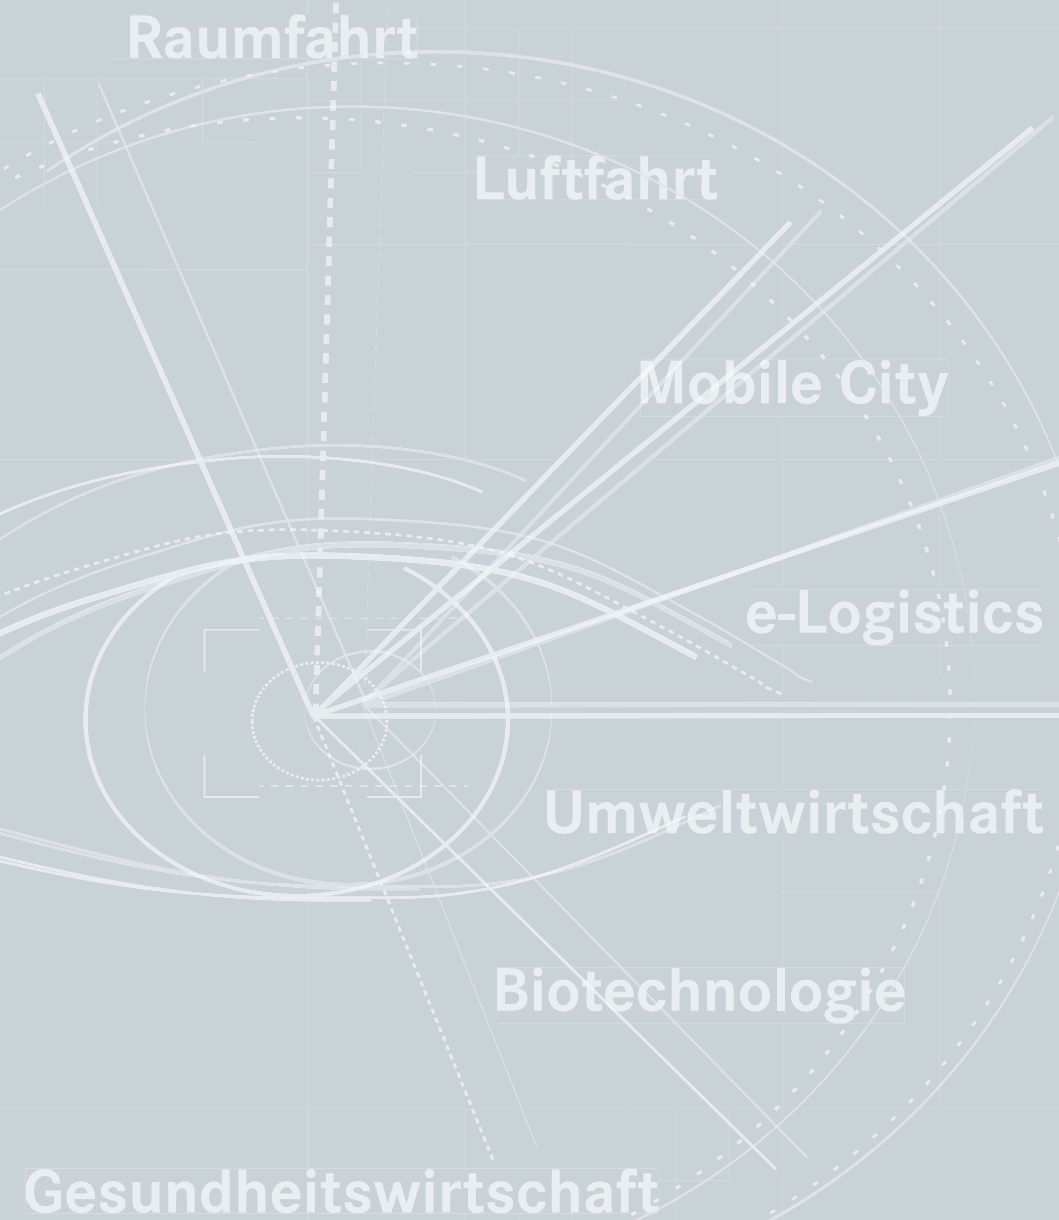 Raumfahrt
Luftfahrt
Mobile City
e-Logistics
Umweltwirtschaft
Biotechnologie
Gesundheitswirtschaft